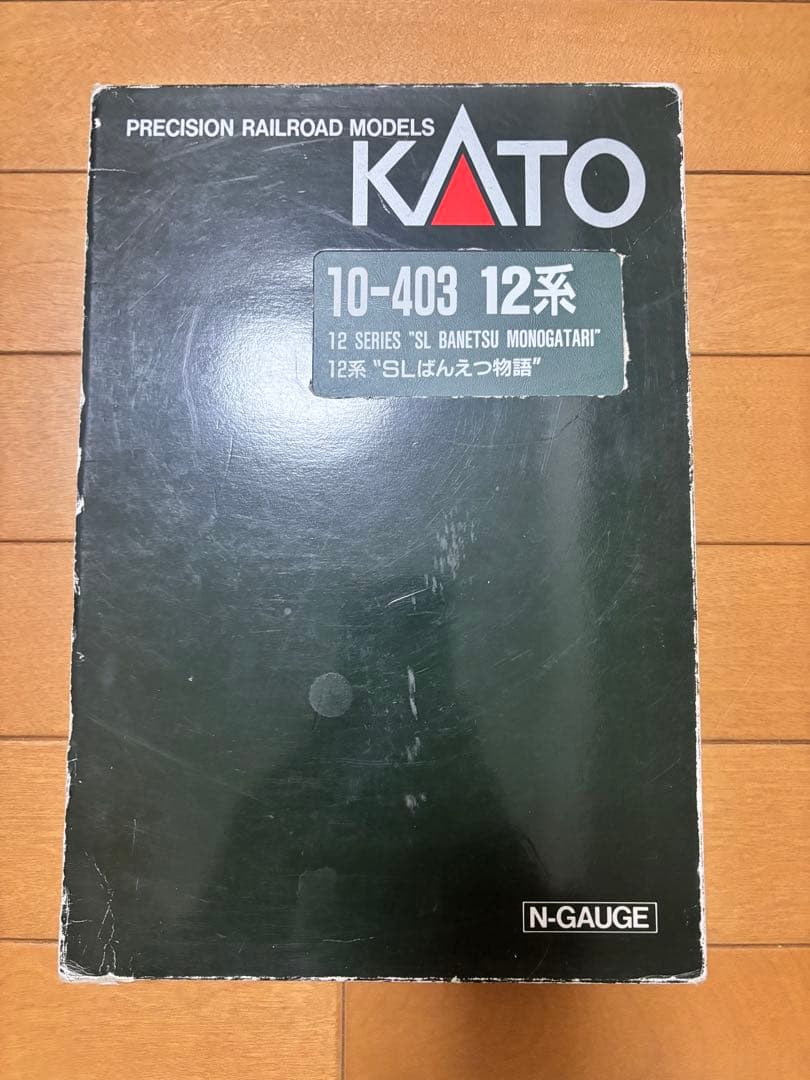 PRECISION RAILROAD MODELS
KATO
10-403 12系
12 SERIES "SL BANETSU MONOGATARI"
12系 “SLばんえつ物語”
N-GAUGE